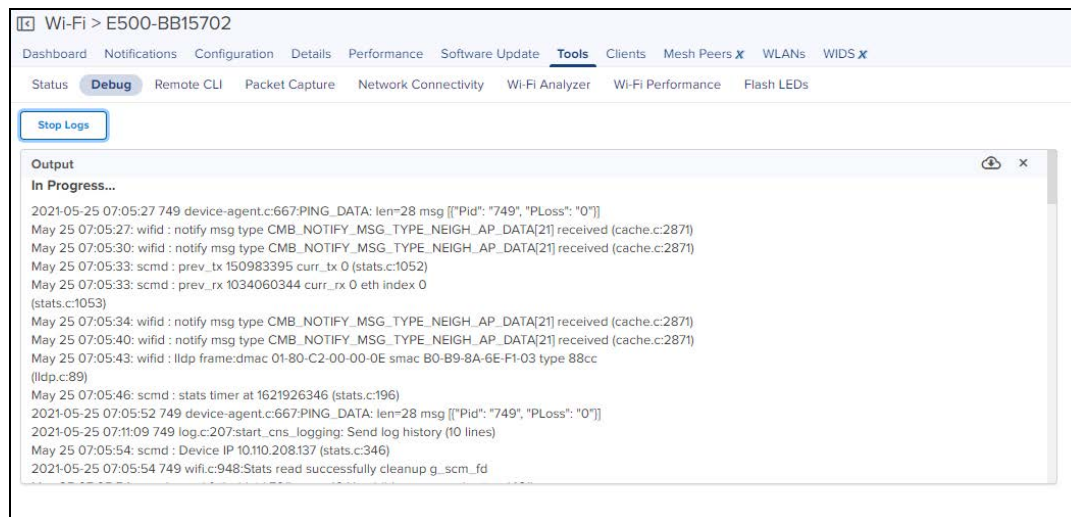 Wi-Fi > E500-BB15702
Dashboard Notifications Configuration Details Performance Software Update Tools Clients Mesh Peers X WLANs WIDS X
Status Debug Remote CLI Packet Capture Network Connectivity Wi-Fi Analyzer Wi-Fi Performance Flash LEDs
Stop Logs
Output
In Progress...
2021-05-25 07:05:27 749 device-agent.c:667:PING_DATA: len=28 msg [{"Pid": "749", "PLoss": "0"}]
May 25 07:05:27: wifid : notify msg type CMB_NOTIFY_MSG_TYPE_NEIGH_AP_DATA[21] received (cache.c:2871)
May 25 07:05:30: wifid : notify msg type CMB_NOTIFY_MSG_TYPE_NEIGH_AP_DATA[21] received (cache.c:2871)
May 25 07:05:33: scmd : prev_tx 150983395 curr_tx 0 (stats.c:1052)
May 25 07:05:33: scmd : prev_rx 1034060344 curr_rx 0 eth index 0
(stats.c:1053)
May 25 07:05:34: wifid : notify msg type CMB_NOTIFY_MSG_TYPE_NEIGH_AP_DATA[21] received (cache.c:2871)
May 25 07:05:40: wifid : notify msg type CMB_NOTIFY_MSG_TYPE_NEIGH_AP_DATA[21] received (cache.c:2871)
May 25 07:05:43: wifid : lldp frame:dmac 01-80-C2-00-00-0E smac B0-B9-8A-6E-F1-03 type 88cc
(lldp.c:89)
May 25 07:05:46: scmd : stats timer at 1621926346 (stats.c:196)
2021-05-25 07:05:52 749 device-agent.c:667:PING_DATA: len=28 msg [{"Pid": "749", "PLoss": "0"}]
2021-05-25 07:11:09 749 log.c:207:start_cns_logging: Send log history (10 lines)
May 25 07:05:54: scmd : Device IP 10.110.208.137 (stats.c:346)
2021-05-25 07:05:54 749 wifi.c:948:Stats read successfully cleanup g_scm_fd